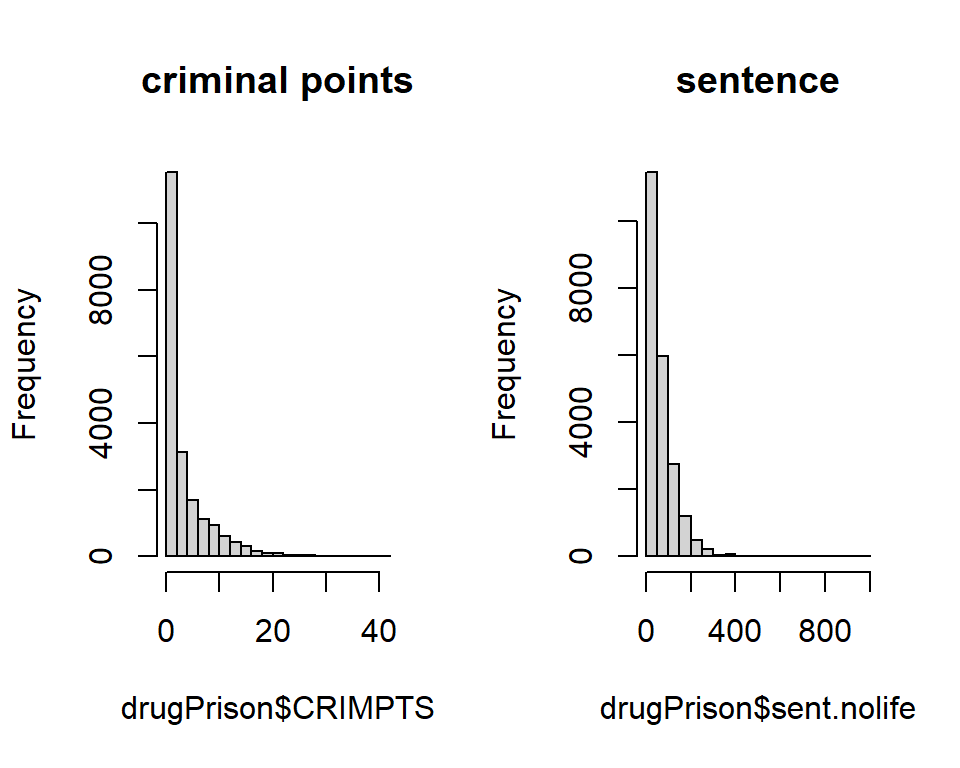 criminal points
Frequency
0 4000 8000
0 20 40
drugPrison$CRIMPTS
sentence
Frequency
0 4000 8000
0 400 800
drugPrison$sent.nolife